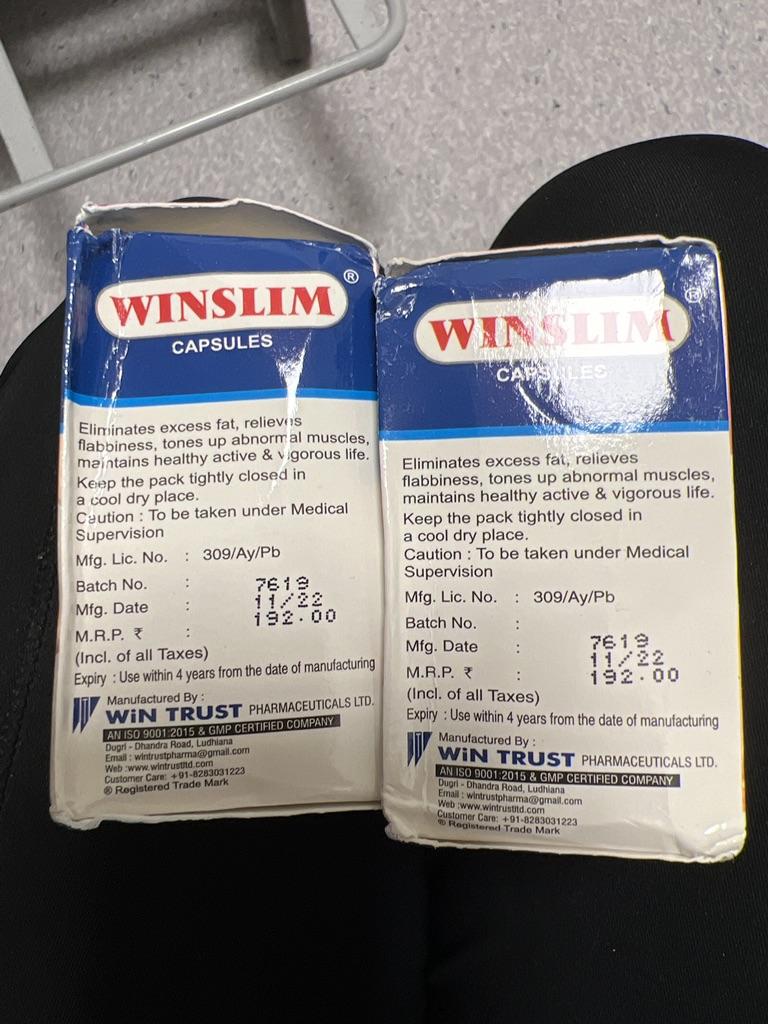 WINSLIM ®
CAPSULES
Eliminates excess fat, relieves
flabbiness, tones up abnormal muscles,
maintains healthy active & vigorous life.
Keep the pack tightly closed in
a cool dry place.
Caution : To be taken under Medical
Supervision
Mfg. Lic. No. : 309/Ay/Pb
Batch No. : 7619
Mfg. Date : 11/22
M.R.P. ₹ : 192.00
(Incl. of all Taxes)
Expiry : Use within 4 years from the date of manufacturing
Manufactured By :
WiN TRUST PHARMACEUTICALS LTD.
AN ISO 9001:2015 & GMP CERTIFIED COMPANY
Dugri - Dhandra Road, Ludhiana
Email : wintrustpharma@gmail.com
Web :www.wintrustltd.com
Customer Care: +91-8283031223
® Registered Trade Mark
WINSLIM ®
CAPSULES
Eliminates excess fat, relieves
flabbiness, tones up abnormal muscles,
maintains healthy active & vigorous life.
Keep the pack tightly closed in
a cool dry place.
Caution : To be taken under Medical
Supervision
Mfg. Lic. No. : 309/Ay/Pb
Batch No. : 7619
Mfg. Date : 11/22
M.R.P. ₹ : 192.00
(Incl. of all Taxes)
Expiry : Use within 4 years from the date of manufacturing
Manufactured By :
WiN TRUST PHARMACEUTICALS LTD.
AN ISO 9001:2015 & GMP CERTIFIED COMPANY
Dugri - Dhandra Road, Ludhiana
Email : wintrustpharma@gmail.com
Web :www.wintrustltd.com
Customer Care: +91-8283031223
® Registered Trade Mark